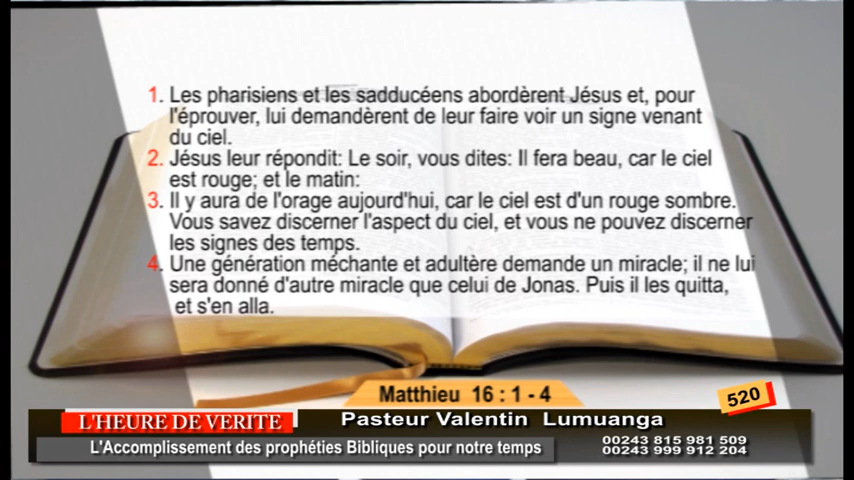 1. Les pharisiens et les sadducéens abordèrent Jésus et, pour
l'éprouver, lui demandèrent de leur faire voir un signe venant
du ciel.
2. Jésus leur répondit: Le soir, vous dites: Il fera beau, car le ciel
est rouge; et le matin:
3. Il y aura de l'orage aujourd'hui, car le ciel est d'un rouge sombre.
Vous savez discerner l'aspect du ciel, et vous ne pouvez discerner
les signes des temps.
4. Une génération méchante et adultère demande un miracle; il ne lui
sera donné d'autre miracle que celui de Jonas. Puis il les quitta,
et s'en alla.
Matthieu 16 : 1 - 4
520
L'HEURE DE VERITE
Pasteur Valentin Lumuanga
L'Accomplissement des prophéties Bibliques pour notre temps
00243 815 981 509
00243 999 912 204